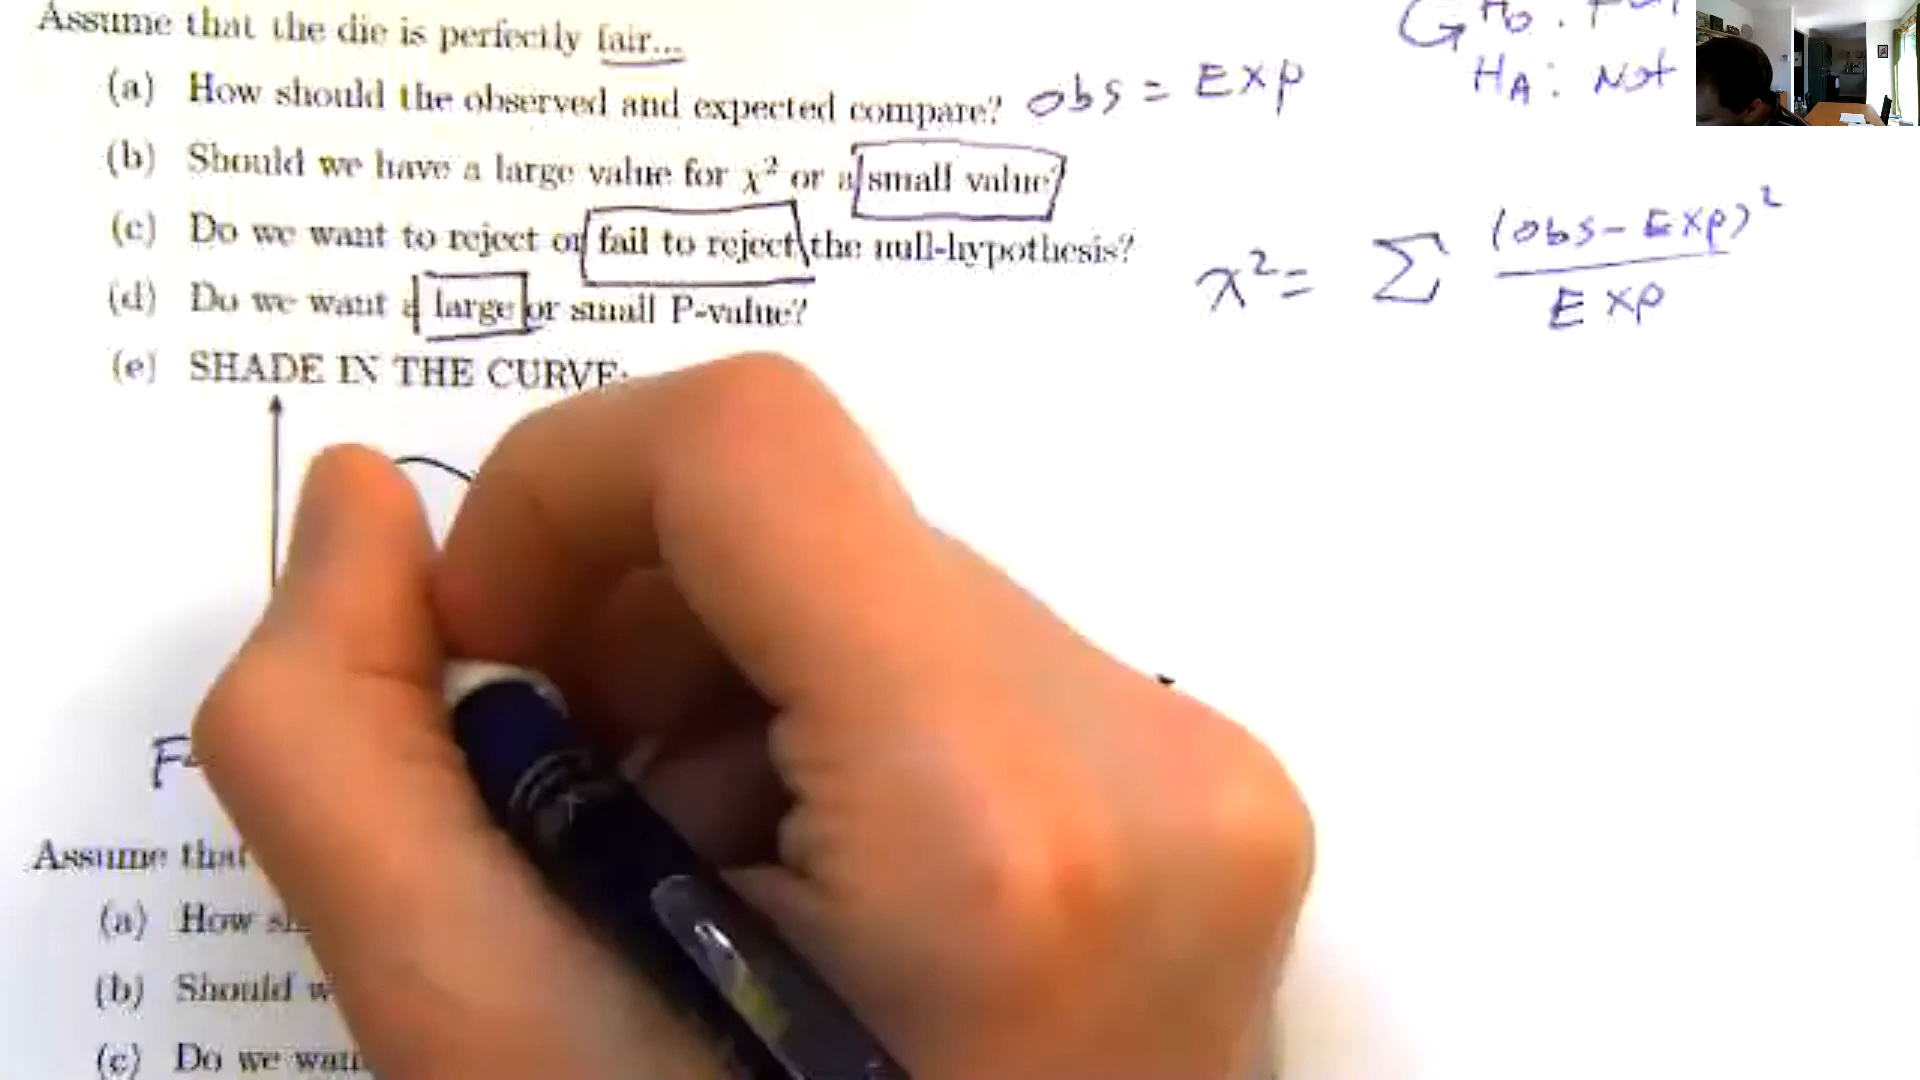 Assume that the die is perfectly fair...
(a) How should the observed and expected compare? obs = Exp
H₀:
H_A: Not
(b) Should we have a large value for χ² or a small value?
(c) Do we want to reject or fail to reject the null-hypothesis?
χ² = Σ (obs - Exp)² / Exp
(d) Do we want a large or small P-value?
(e) SHADE IN THE CURVE:
Assume that
(a) How
(b) Should
(c) Do we